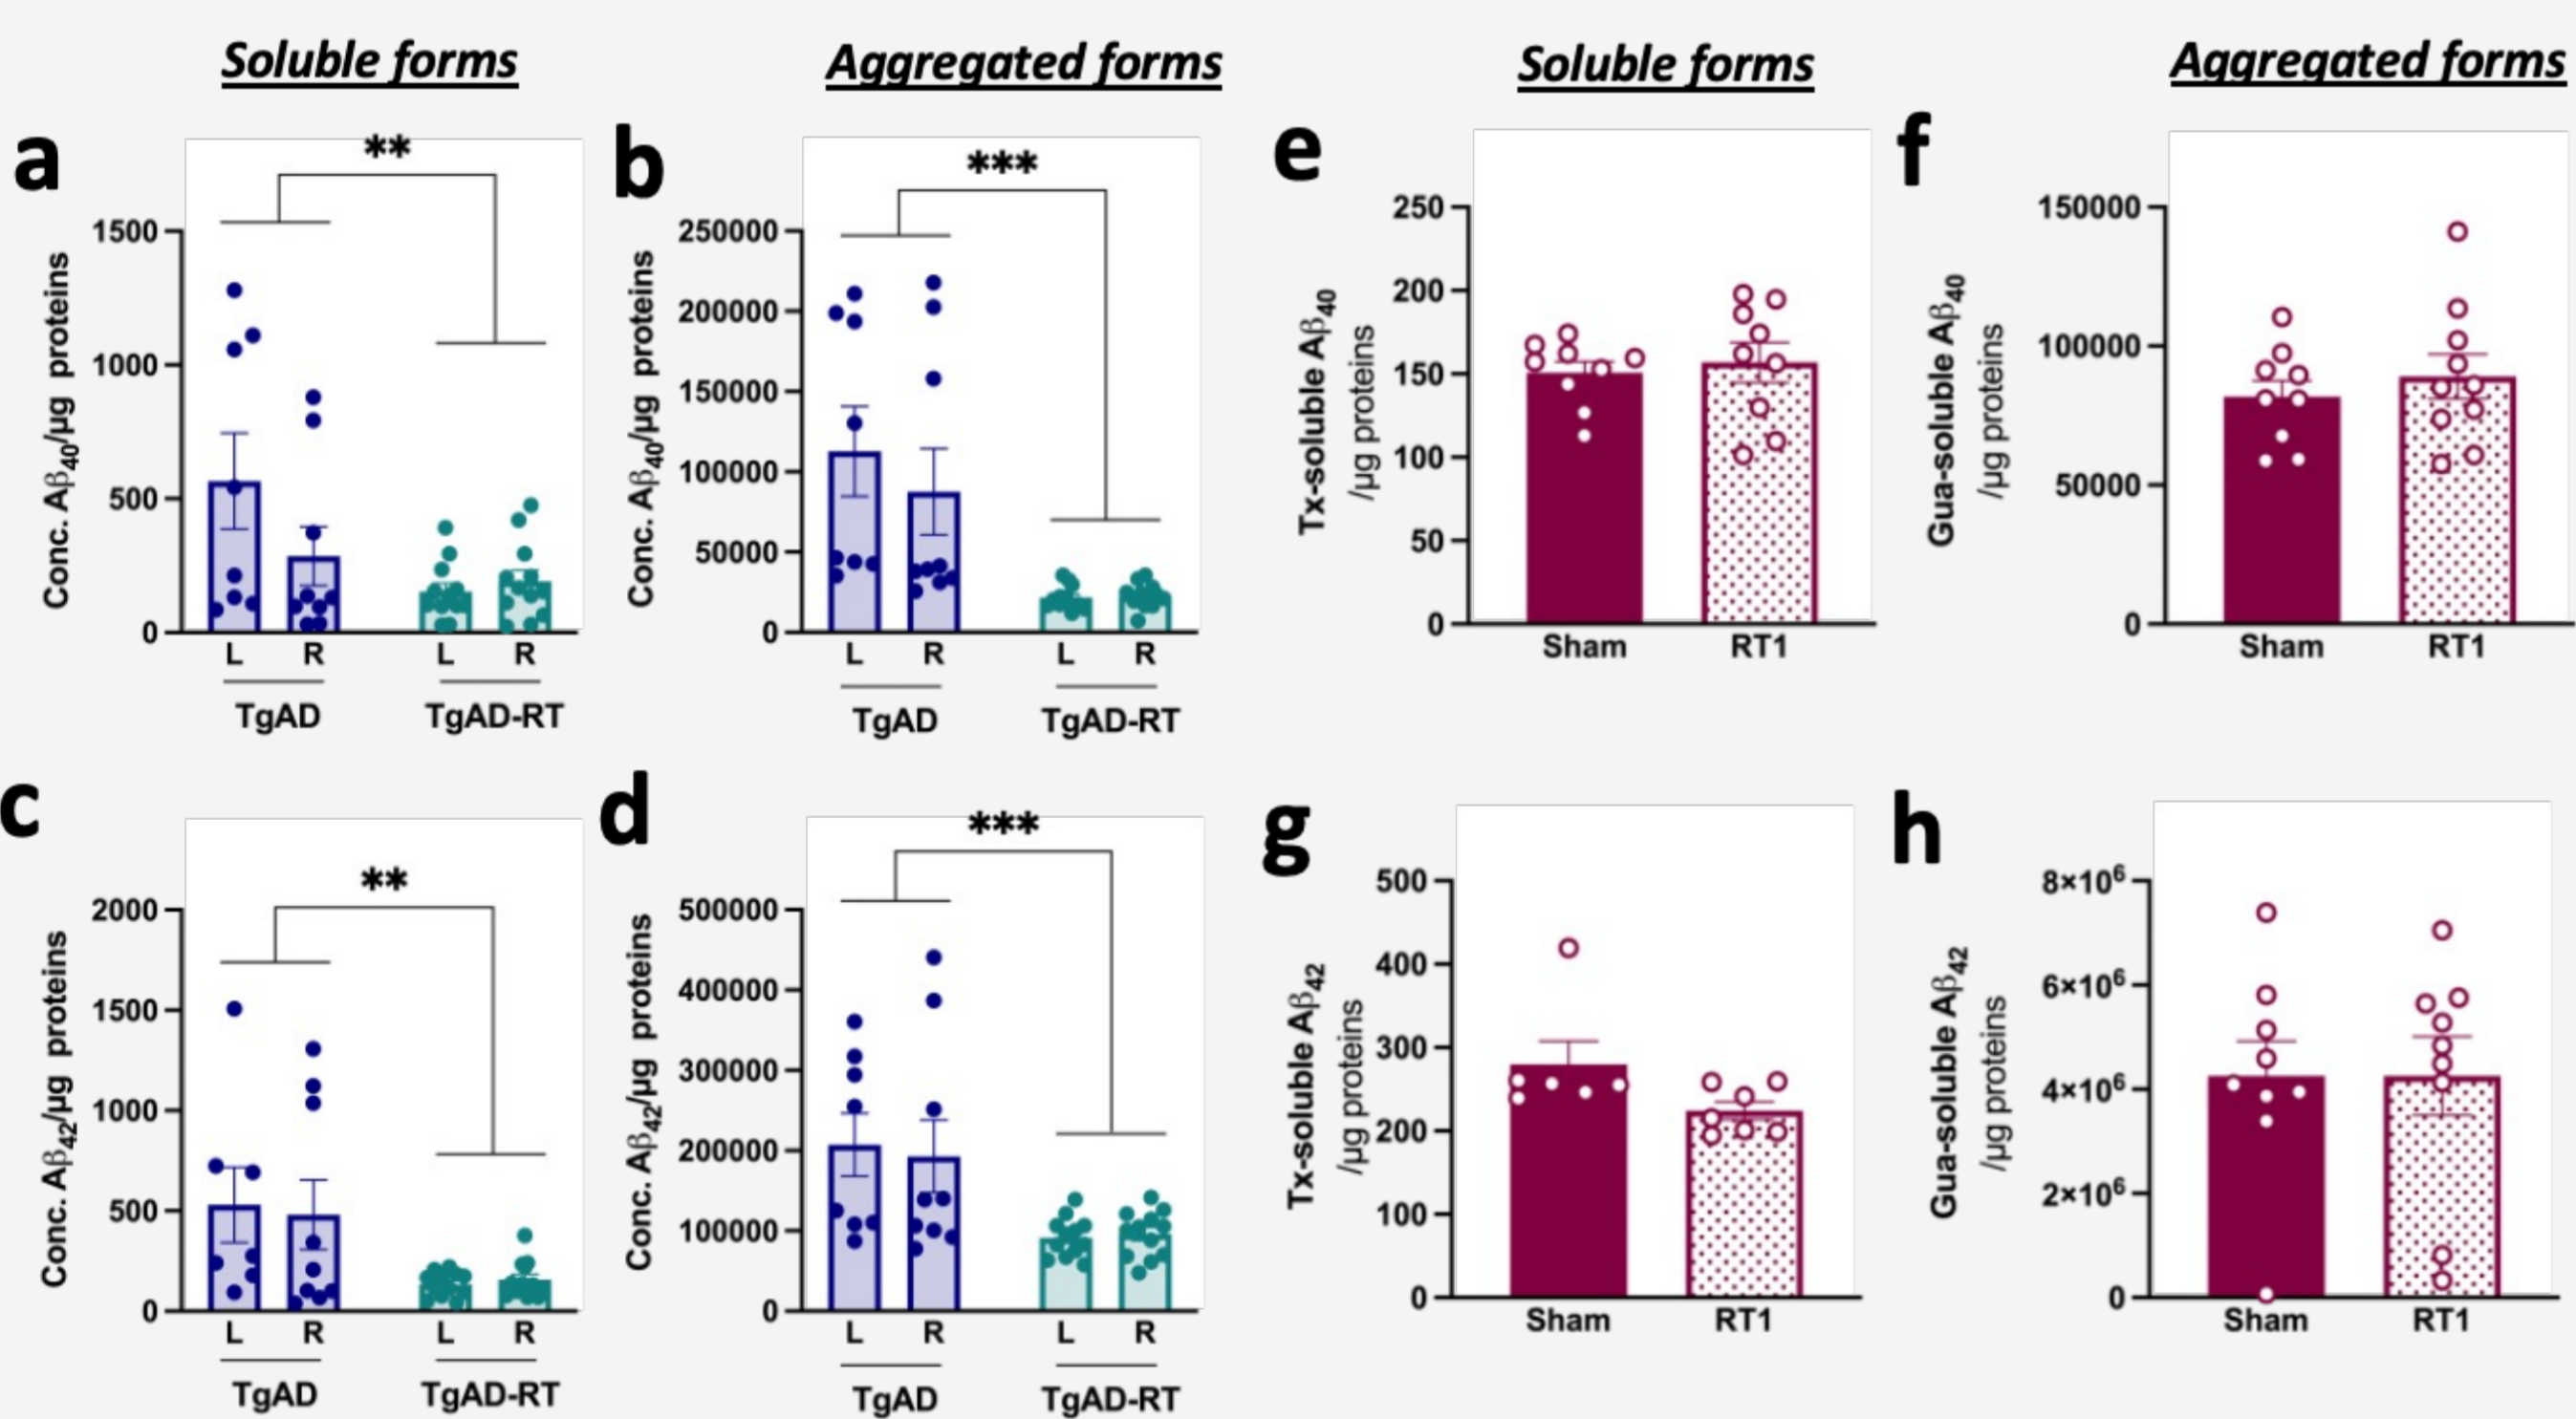 Soluble forms
Aggregated forms
Soluble forms
Aggregated forms
a
**
Conc. Aβ40/µg proteins
1500
1000
500
0
L R L R
TgAD TgAD-RT
b
***
Conc. Aβ40/µg proteins
250000
200000
150000
100000
50000
0
L R L R
TgAD TgAD-RT
e
Tx-soluble Aβ40
/µg proteins
250
200
150
100
50
0
Sham RT1
f
Gua-soluble Aβ40
/µg proteins
150000
100000
50000
0
Sham RT1
c
**
Conc. Aβ42/µg proteins
2000
1500
1000
500
0
L R L R
TgAD TgAD-RT
d
***
Conc. Aβ42/µg proteins
500000
400000
300000
200000
100000
0
L R L R
TgAD TgAD-RT
g
Tx-soluble Aβ42
/µg proteins
500
400
300
200
100
0
Sham RT1
h
Gua-soluble Aβ42
/µg proteins
8×10⁶
6×10⁶
4×10⁶
2×10⁶
0
Sham RT1